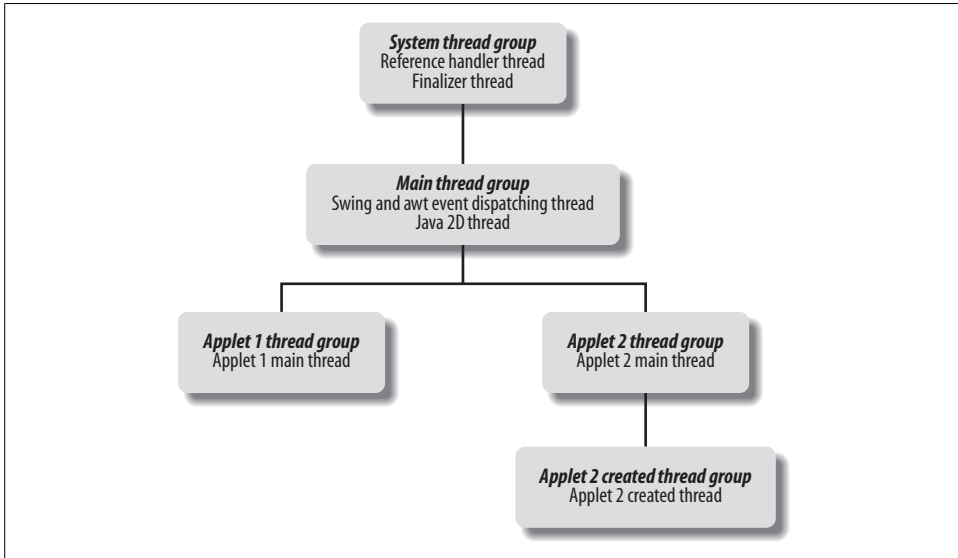 System thread group
Reference handler thread
Finalizer thread
Main thread group
Swing and awt event dispatching thread
Java 2D thread
Applet 1 thread group
Applet 1 main thread
Applet 2 thread group
Applet 2 main thread
Applet 2 created thread group
Applet 2 created thread